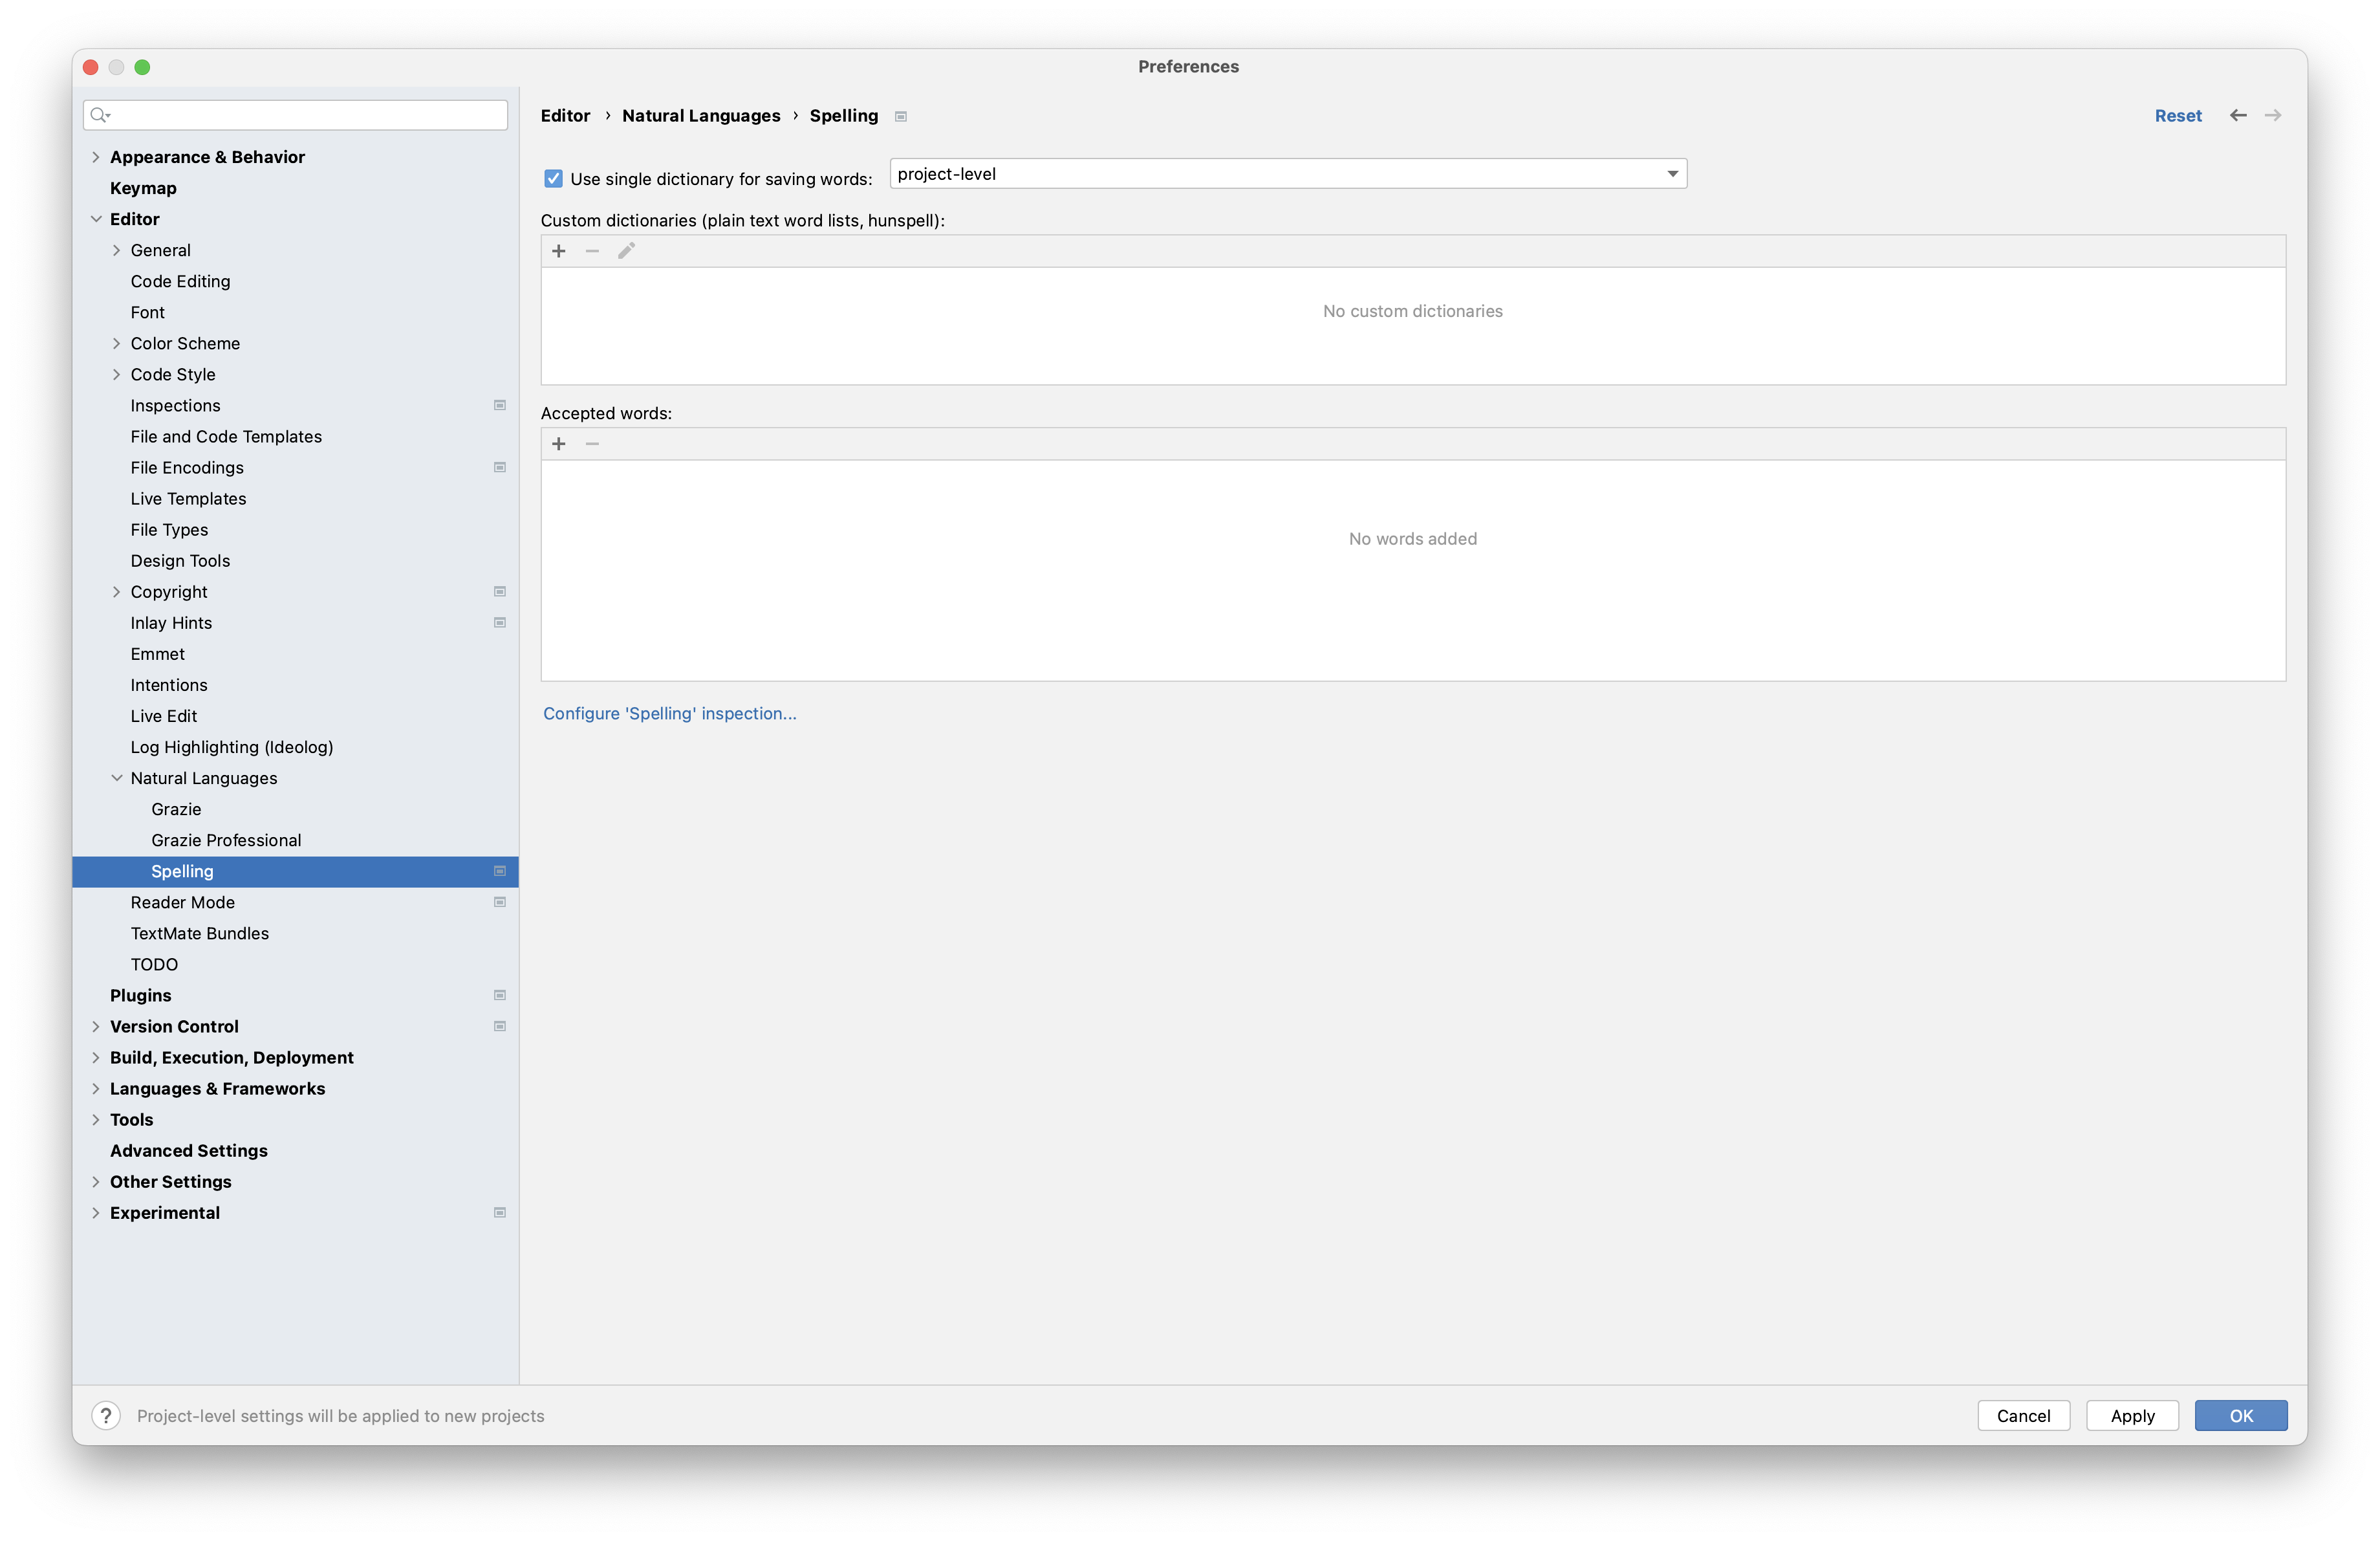 Preferences
Appearance & Behavior
Keymap
Editor
General
Code Editing
Font
Color Scheme
Code Style
Inspections
File and Code Templates
File Encodings
Live Templates
File Types
Design Tools
Copyright
Inlay Hints
Emmet
Intentions
Live Edit
Log Highlighting (Ideolog)
Natural Languages
Grazie
Grazie Professional
Spelling
Reader Mode
TextMate Bundles
TODO
Plugins
Version Control
Build, Execution, Deployment
Languages & Frameworks
Tools
Advanced Settings
Other Settings
Experimental
Editor › Natural Languages › Spelling
Reset
Use single dictionary for saving words: project-level
Custom dictionaries (plain text word lists, hunspell):
No custom dictionaries
Accepted words:
No words added
Configure 'Spelling' inspection...
? Project-level settings will be applied to new projects
Cancel Apply OK